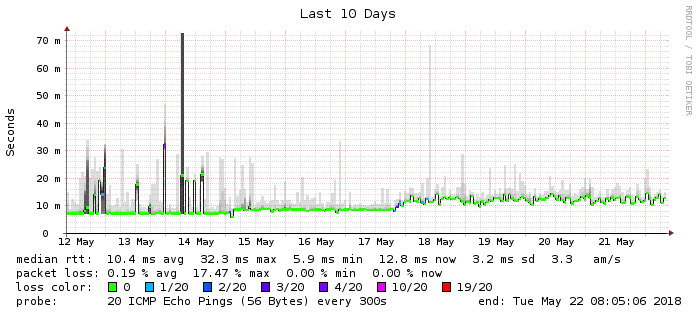 Last 10 Days
RRDTOOL / TOBI OETIKER
Seconds
70 m
60 m
50 m
40 m
30 m
20 m
10 m
0
12 May 13 May 14 May 15 May 16 May 17 May 18 May 19 May 20 May 21 May
median rtt: 10.4 ms avg 32.3 ms max 5.9 ms min 12.8 ms now 3.2 ms sd 3.3 am/s
packet loss: 0.19 % avg 17.47 % max 0.00 % min 0.00 % now
loss color: 0 1/20 2/20 3/20 4/20 10/20 19/20
probe: 20 ICMP Echo Pings (56 Bytes) every 300s end: Tue May 22 08:05:06 2018